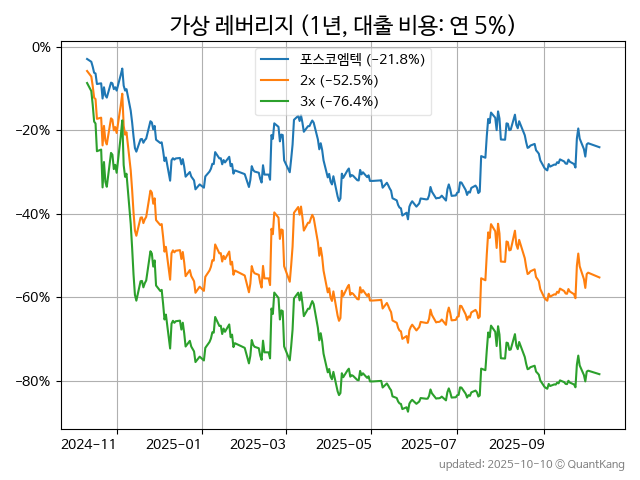 가상 레버리지 (1년, 대출 비용: 연 5%)
포스코엠텍 (−21.8%)
2x (−52.5%)
3x (−76.4%)
0%
−20%
−40%
−60%
−80%
2024−11 2025−01 2025−03 2025−05 2025−07 2025−09
updated: 2025-10-10 © QuantKang